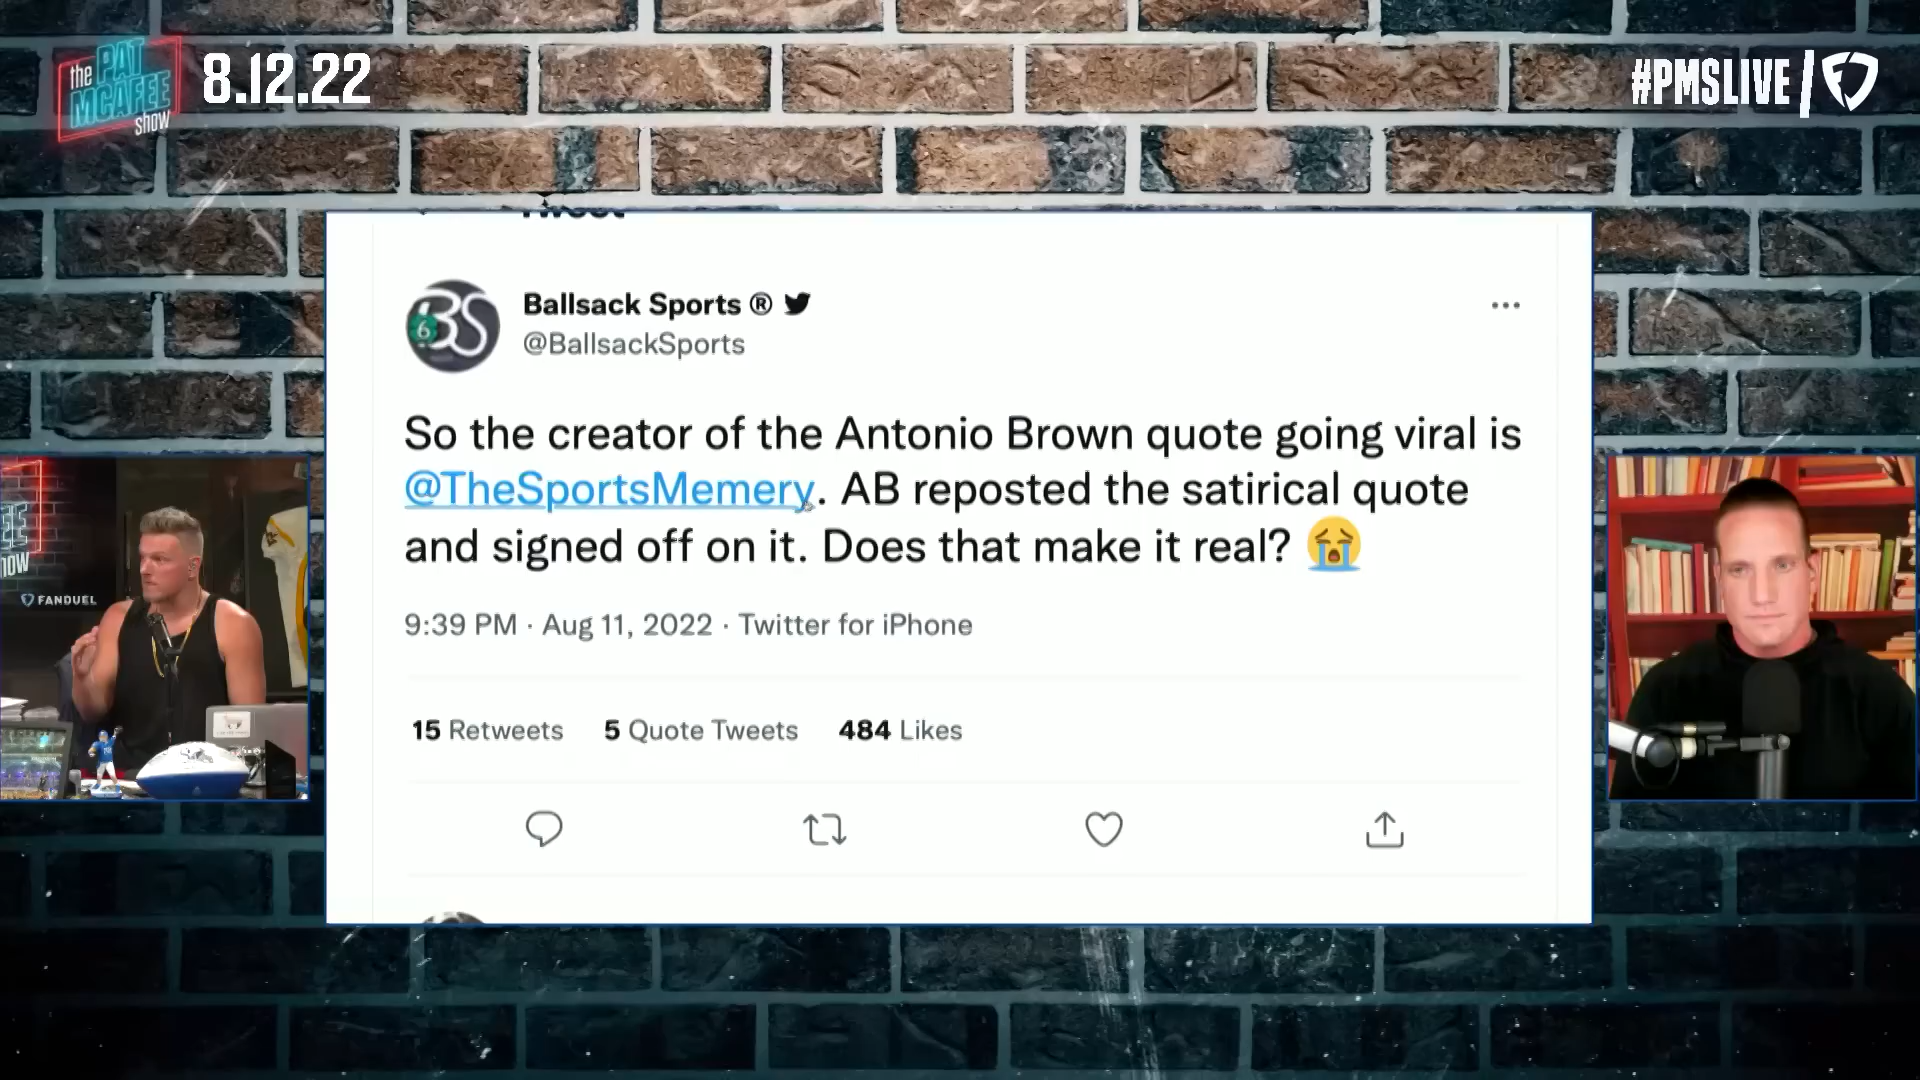 the PAT MCAFEE show
8.12.22
#PMSLIVE
Tweet
Ballsack Sports ®
@BallsackSports
So the creator of the Antonio Brown quote going viral is
@TheSportsMemery. AB reposted the satirical quote
and signed off on it. Does that make it real? 😭
9:39 PM · Aug 11, 2022 · Twitter for iPhone
15 Retweets 5 Quote Tweets 484 Likes
FANDUEL